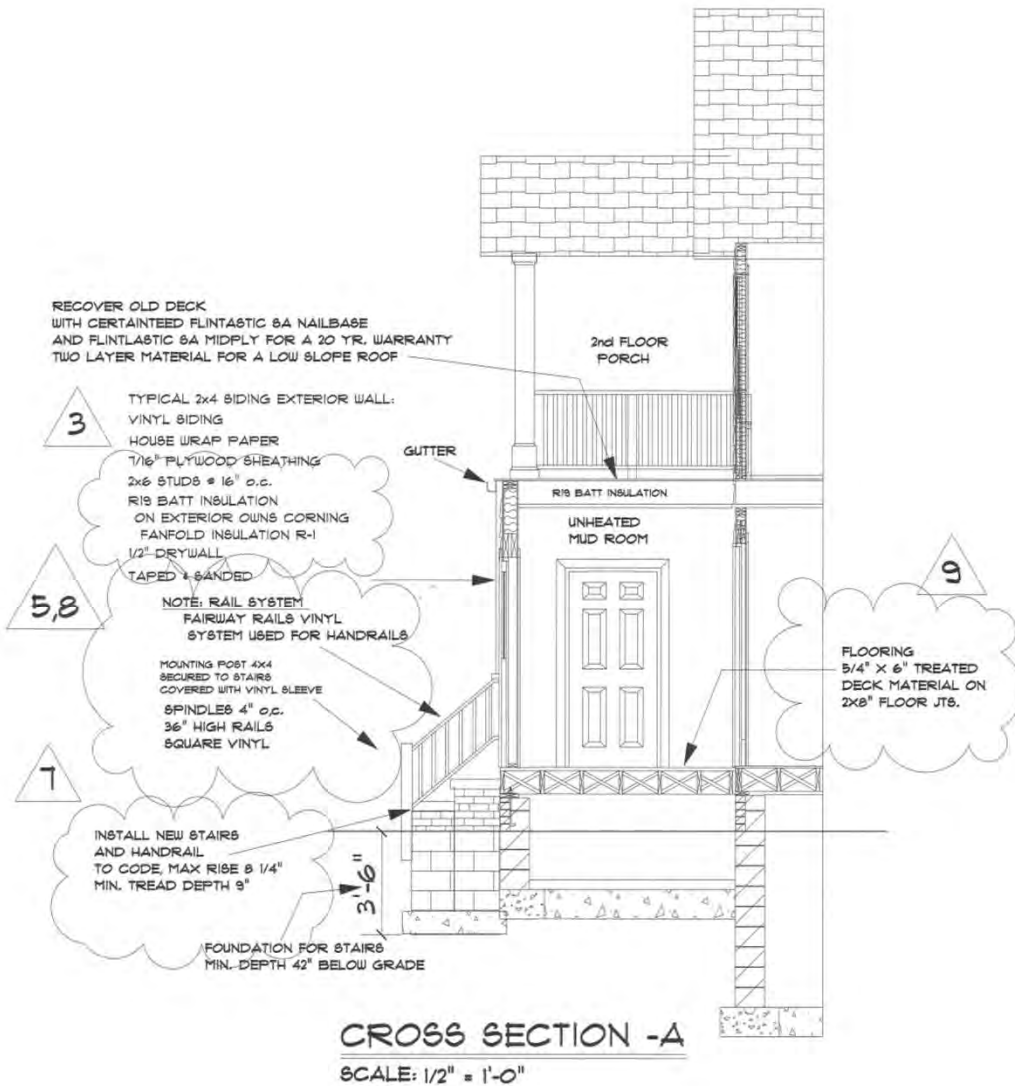 RECOVER OLD DECK
WITH CERTAINTEED FLINTASTIC SA NAILBASE
AND FLINTLASTIC SA MIDPLY FOR A 20 YR. WARRANTY
TWO LAYER MATERIAL FOR A LOW SLOPE ROOF
2nd FLOOR
PORCH
3
TYPICAL 2x4 SIDING EXTERIOR WALL:
VINYL SIDING
HOUSE WRAP PAPER
7/16" PLYWOOD SHEATHING
2x6 STUDS @ 16" o.c.
R19 BATT INSULATION
ON EXTERIOR OWNS CORNING
FANFOLD INSULATION R-1
1/2" DRYWALL
TAPED & SANDED
GUTTER
R19 BATT INSULATION
UNHEATED
MUD ROOM
5,8
NOTE: RAIL SYSTEM
FAIRWAY RAILS VINYL
SYSTEM USED FOR HANDRAILS
MOUNTING POST 4X4
SECURED TO STAIRS
COVERED WITH VINYL SLEEVE
SPINDLES 4" o.c.
36" HIGH RAILS
SQUARE VINYL
9
FLOORING
5/4" X 6" TREATED
DECK MATERIAL ON
2X8" FLOOR JTS.
7
INSTALL NEW STAIRS
AND HANDRAIL
TO CODE, MAX RISE 8 1/4"
MIN. TREAD DEPTH 9"
3'-6"
FOUNDATION FOR STAIRS
MIN. DEPTH 42" BELOW GRADE
CROSS SECTION -A
SCALE: 1/2" = 1'-0"